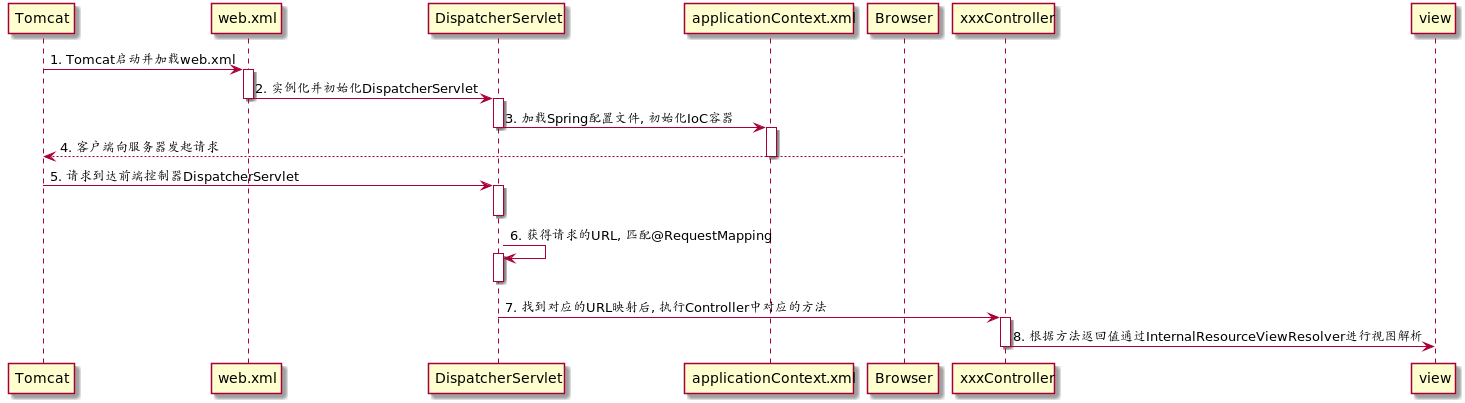 Tomcat
web.xml
DispatcherServlet
applicationContext.xml
Browser
xxxController
view
1. Tomcat启动并加载web.xml
2. 实例化并初始化DispatcherServlet
3. 加载Spring配置文件, 初始化IoC容器
4. 客户端向服务器发起请求
5. 请求到达前端控制器DispatcherServlet
6. 获得请求的URL, 匹配@RequestMapping
7. 找到对应的URL映射后, 执行Controller中对应的方法
8. 根据方法返回值通过InternalResourceViewResolver进行视图解析
Tomcat
web.xml
DispatcherServlet
applicationContext.xml
Browser
xxxController
view